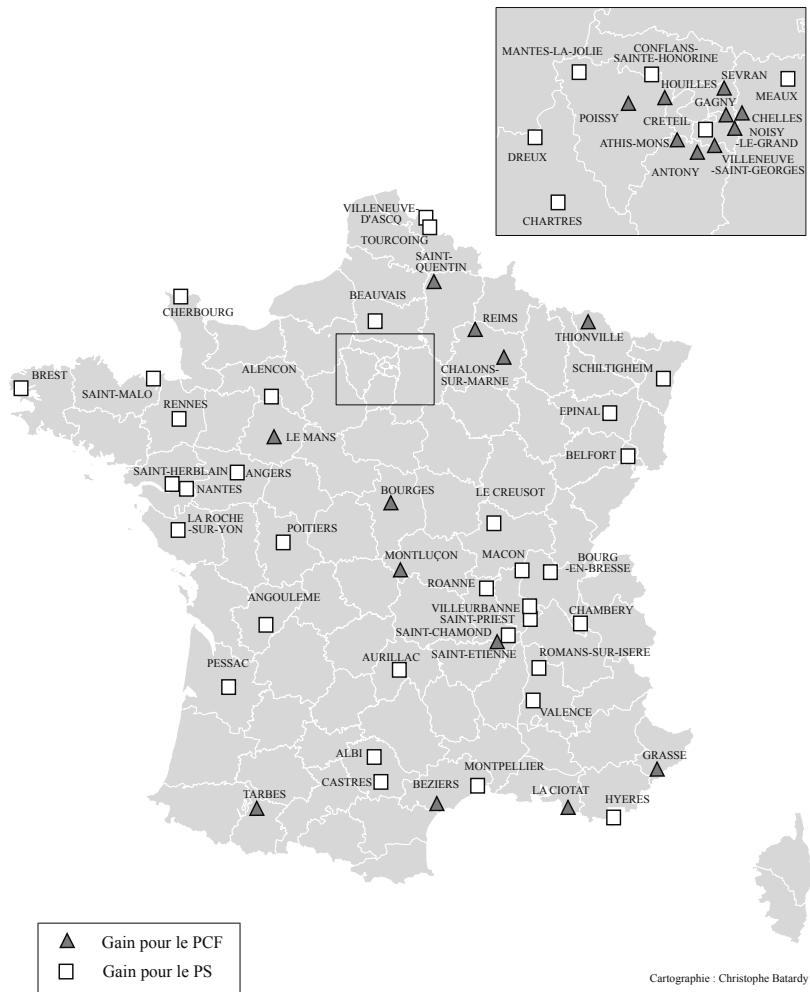 MANTES-LA-JOLIE
CONFLANS-
SAINTE-HONORINE
SEVRAN
HOUILLES
GAGNY
MEAUX
POISSY
CRETEIL
CHELLES
NOISY
-LE-GRAND
ATHIS-MONS
VILLENEUVE
-SAINT-GEORGES
ANTONY
DREUX
CHARTRES
VILLENEUVE-
D'ASCQ
TOURCOING
SAINT-
QUENTIN
BEAUVAIS
CHERBOURG
REIMS
THIONVILLE
CHALONS-
SUR-MARNE
SCHILTIGHEIM
BREST
SAINT-MALO
ALENCON
RENNES
EPINAL
LE MANS
BELFORT
SAINT-HERBLAIN
ANGERS
NANTES
BOURGES
LE CREUSOT
LA ROCHE
-SUR-YON
POITIERS
MONTLUÇON
MACON
BOURG
-EN-BRESSE
ROANNE
ANGOULEME
VILLEURBANNE
SAINT-PRIEST
CHAMBERY
SAINT-CHAMOND
SAINT-ETIENNE
AURILLAC
ROMANS-SUR-ISERE
PESSAC
VALENCE
ALBI
CASTRES
MONTPELLIER
GRASSE
BEZIERS
LA CIOTAT
TARBES
HYERES
Gain pour le PCF
Gain pour le PS
Cartographie : Christophe Batardy